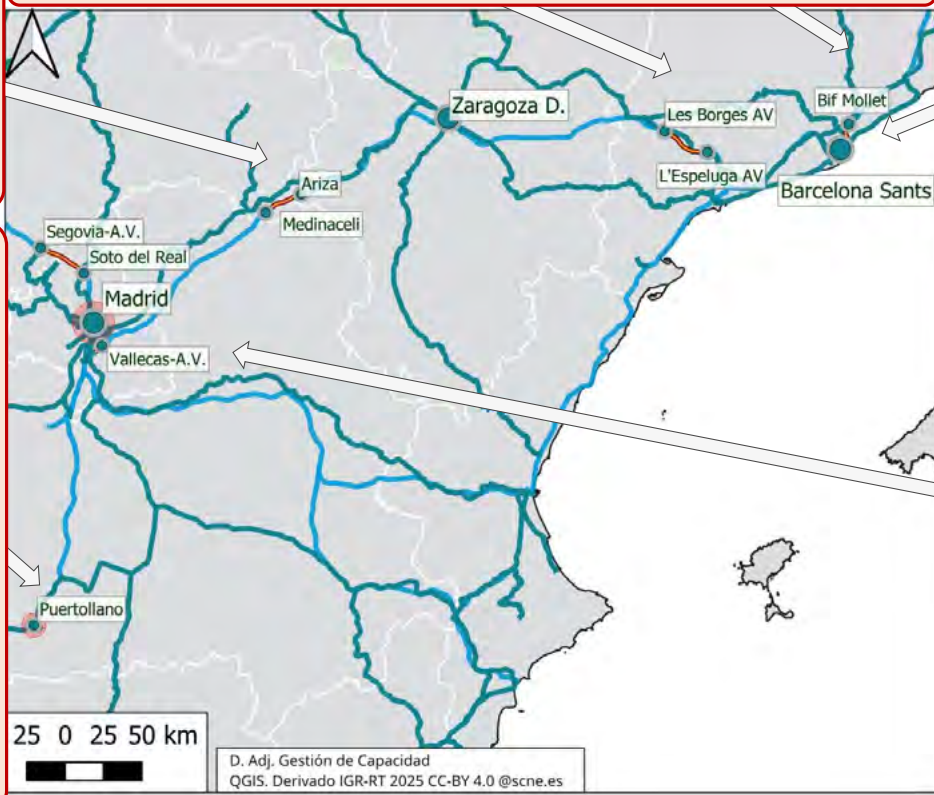 Zaragoza D.
Les Borges AV
Bif Mollet
L'Espeluga AV
Barcelona Sants
Ariza
Medinaceli
Segovia-A.V.
Soto del Real
Madrid
Vallecas-A.V.
Puertollano
25 0 25 50 km
D. Adj. Gestión de Capacidad
QGIS. Derivado IGR-RT 2025 CC-BY 4.0 @scne.es